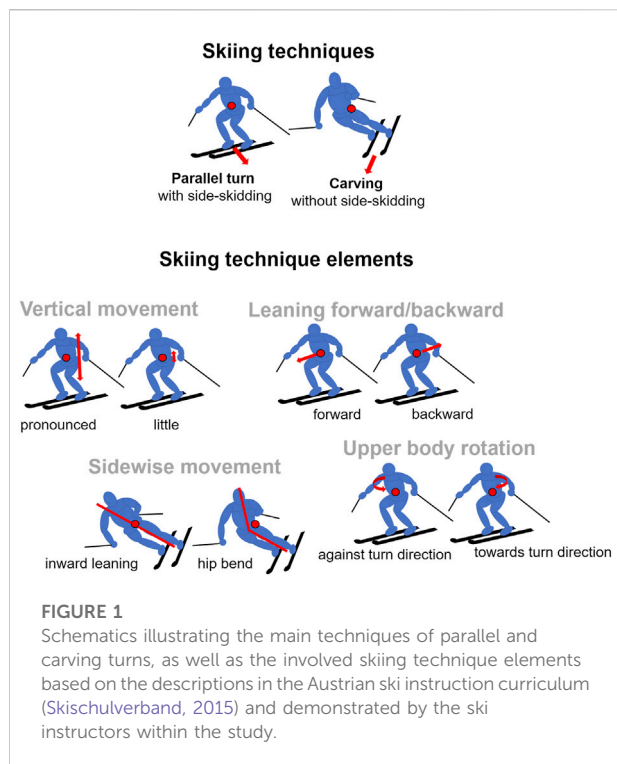 Skiing techniques
Parallel turn
with side-skidding
Carving
without side-skidding
Skiing technique elements
Vertical movement
pronounced
little
Leaning forward/backward
forward
backward
Sidewise movement
inward leaning
hip bend
Upper body rotation
against turn direction
towards turn direction
FIGURE 1
Schematics illustrating the main techniques of parallel and
carving turns, as well as the involved skiing technique elements
based on the descriptions in the Austrian ski instruction curriculum
(Skischulverband, 2015) and demonstrated by the ski
instructors within the study.